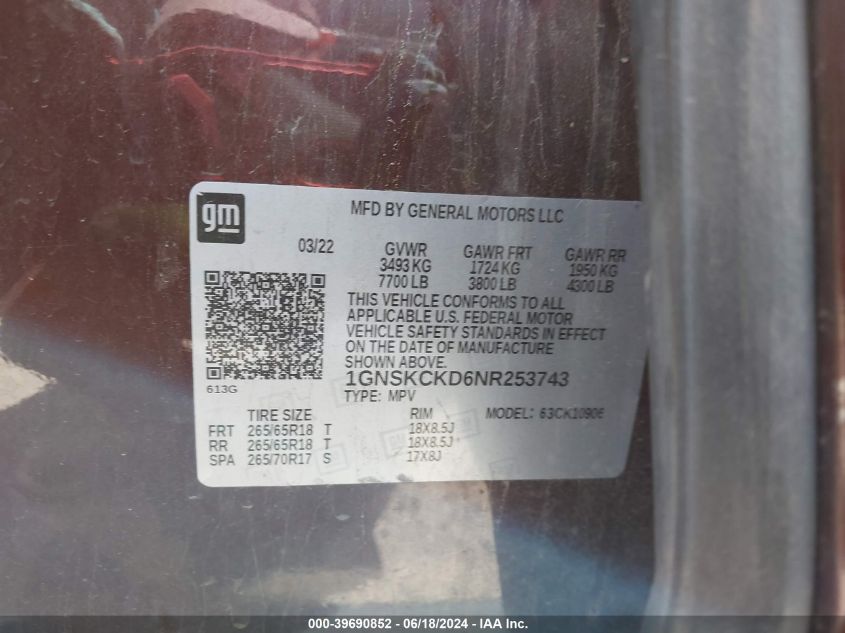 gm
MFD BY GENERAL MOTORS LLC
03/22 GVWR GAWR FRT GAWR RR
3493 KG 1724 KG 1950 KG
7700 LB 3800 LB 4300 LB
THIS VEHICLE CONFORMS TO ALL
APPLICABLE U.S. FEDERAL MOTOR
VEHICLE SAFETY STANDARDS IN EFFECT
ON THE DATE OF MANUFACTURE
SHOWN ABOVE.
613G
1GNSKCKD6NR253743
TYPE: MPV MODEL: 63CK10906
TIRE SIZE RIM
FRT 265/65R18 T 18X8.5J
RR 265/65R18 T 18X8.5J
SPA 265/70R17 S 17X8J
000-39690852 - 06/18/2024 - IAA Inc.